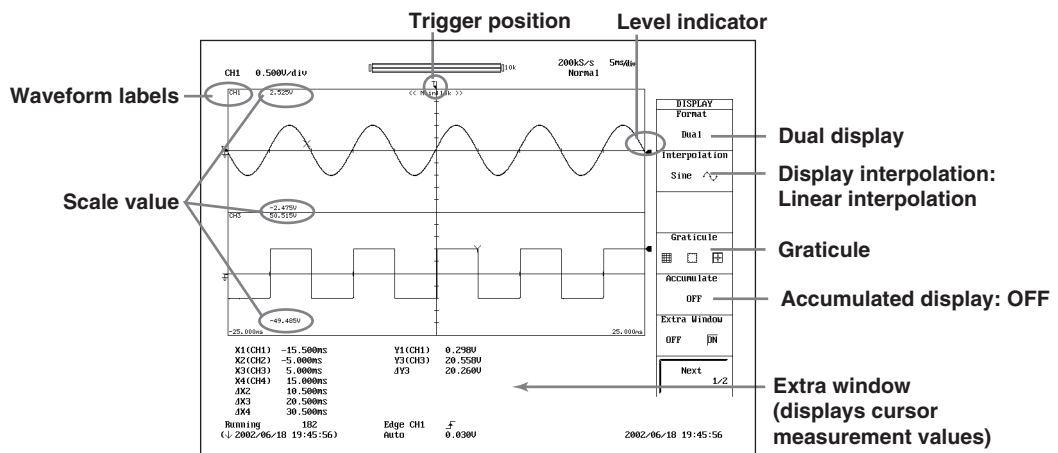 Trigger position
Level indicator
CH1 0.500V/div
10k
200kS/s 5ms/div
Normal
Waveform labels
CH1 2.525V
<< Main:10k >>
DISPLAY
Format
Dual
Dual display
Interpolation
Sine
Display interpolation:
Linear interpolation
Scale value
-2.475V
CH3 50.515V
Graticule
Graticule
Accumulate
OFF
Accumulated display: OFF
-49.485V
-25.000ms 25.000ms
Extra Window
OFF ON
X1(CH1) -15.500ms Y1(CH1) 0.298V
X2(CH2) -5.000ms Y3(CH3) 20.558V
X3(CH3) 5.000ms ΔY3 20.260V
X4(CH4) 15.000ms
ΔX2 10.500ms
ΔX3 20.500ms
ΔX4 30.500ms
Next
1/2
Extra window
(displays cursor
measurement values)
Running 182 Edge CH1
(↓ 2002/06/18 19:45:56) Auto 0.030V 2002/06/18 19:45:56